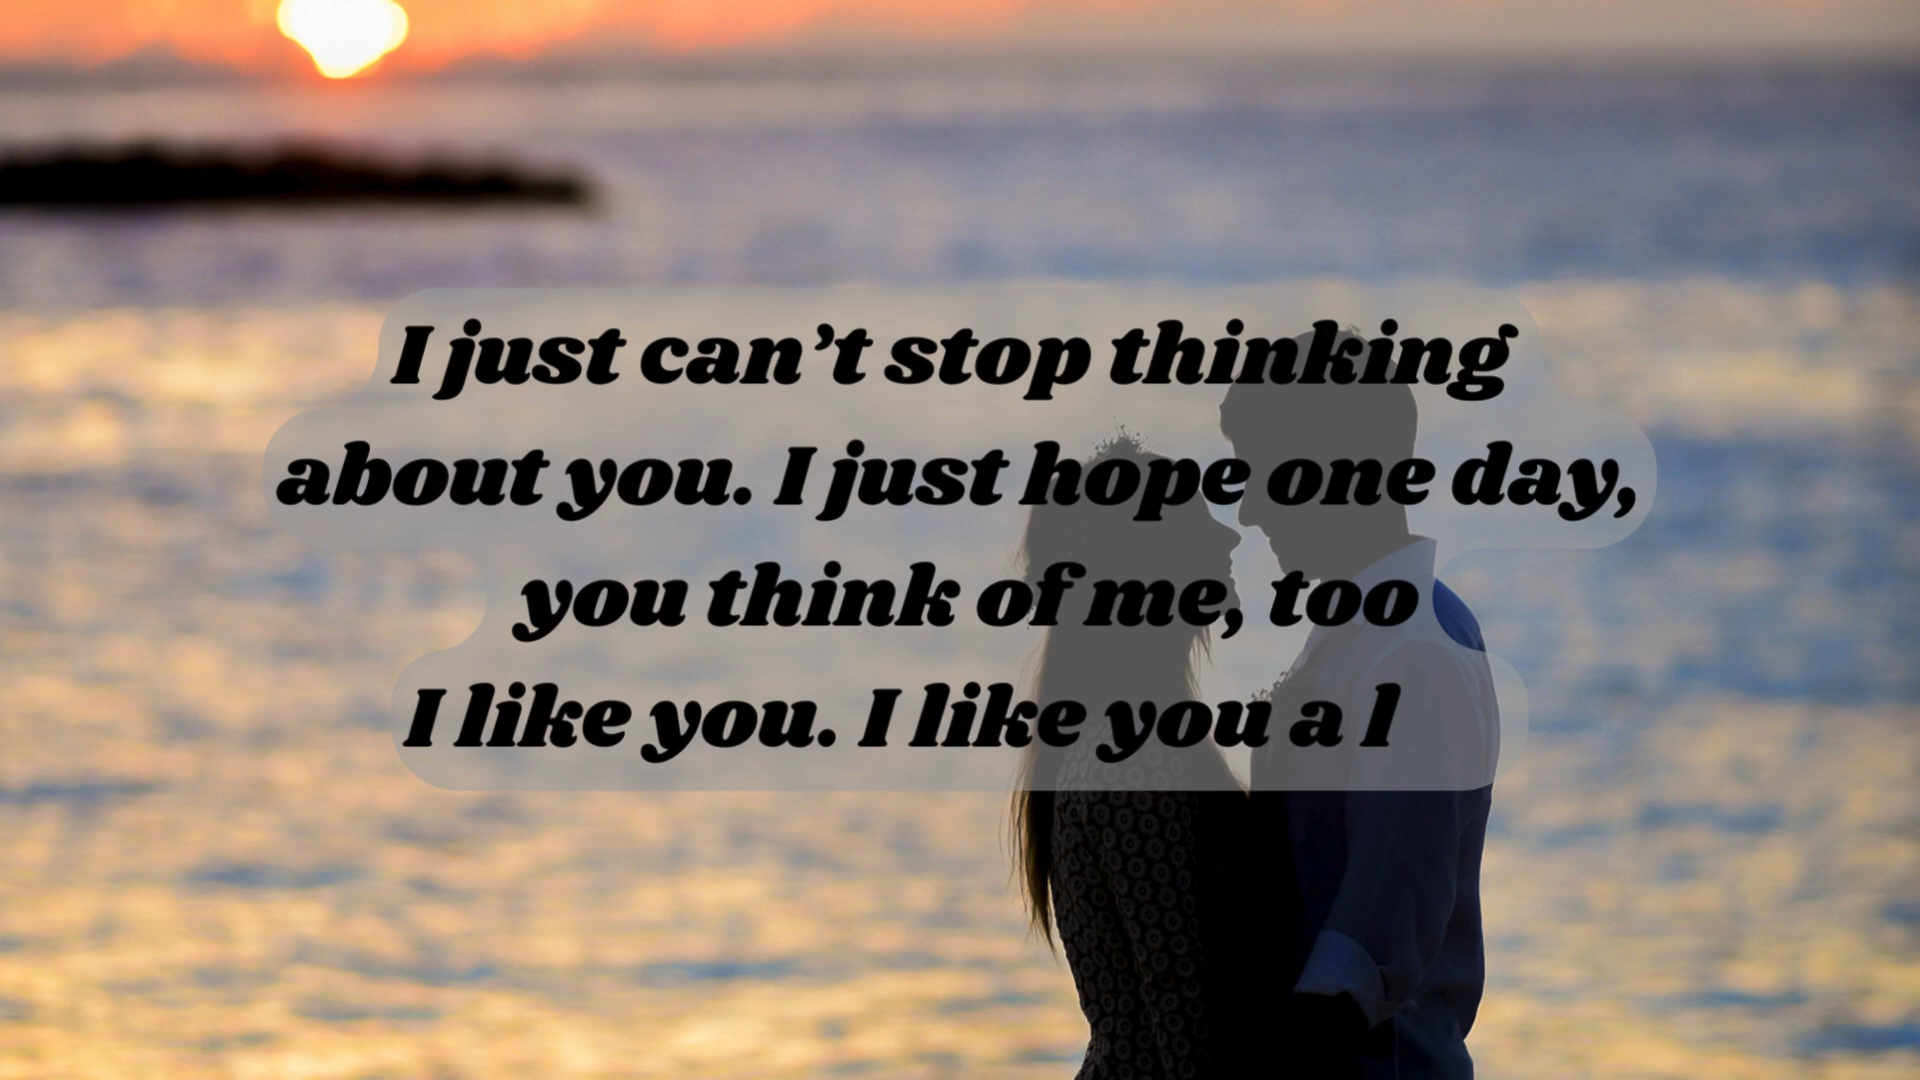 I just can’t stop thinking
about you. I just hope one day,
you think of me, too
I like you. I like you a l